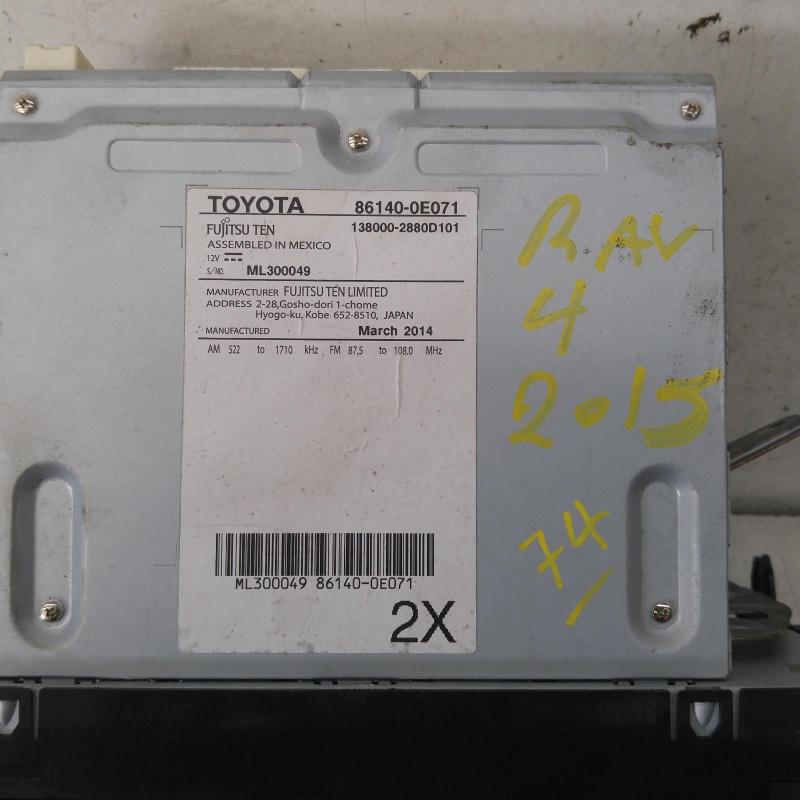 TOYOTA 86140-0E071
FUJITSU TEN 138000-2880D101
ASSEMBLED IN MEXICO
12V
S/NO. ML300049
MANUFACTURER FUJITSU TEN LIMITED
ADDRESS 2-28,Gosho-dori 1-chome
Hyogo-ku, Kobe 652-8510, JAPAN
MANUFACTURED March 2014
AM 522 to 1710 kHz FM 87.5 to 108.0 MHz
ML300049 86140-0E071
2X
RAV
4
2015
74